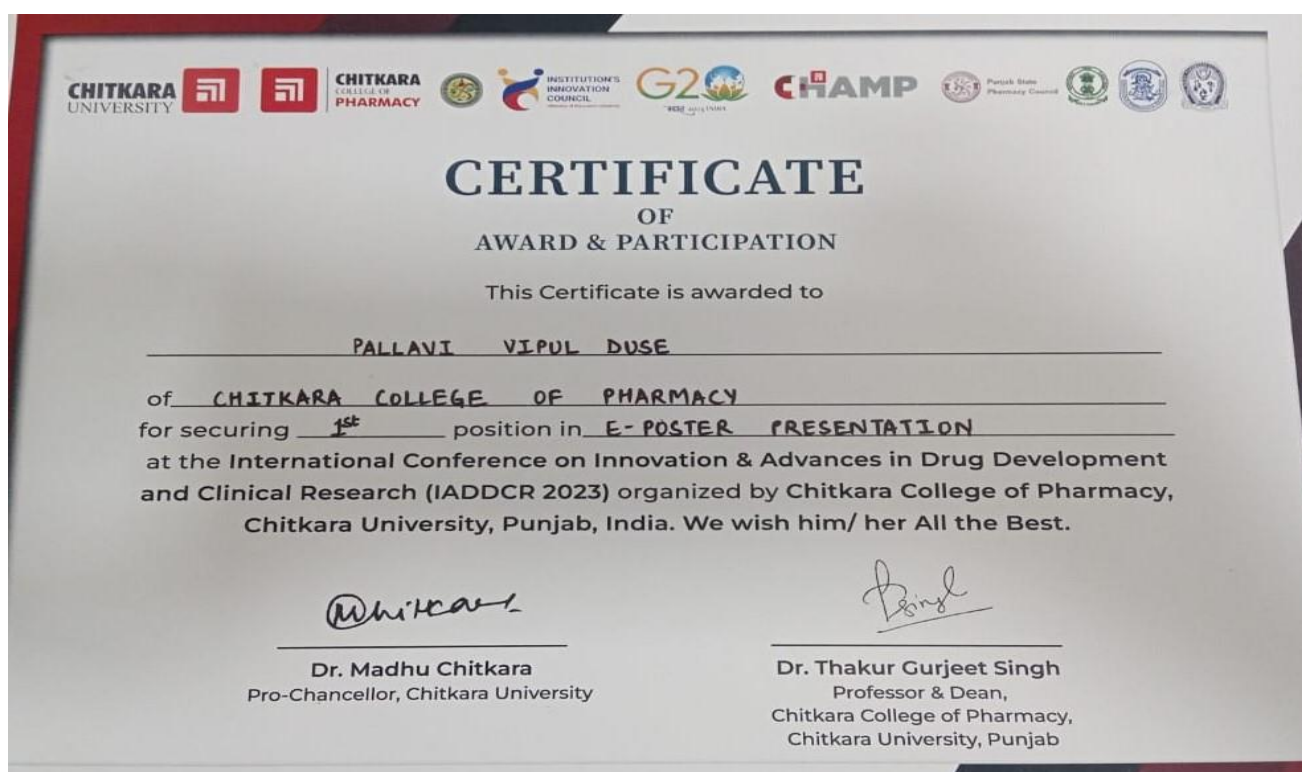 CHITKARA
UNIVERSITY
CHITKARA
COLLEGE OF
PHARMACY
INSTITUTION'S
INNOVATION
COUNCIL
G20
CHAMP
Punjab State
Pharmacy Council
CERTIFICATE
OF
AWARD & PARTICIPATION
This Certificate is awarded to
PALLAVI VIPUL DUSE
of CHITKARA COLLEGE OF PHARMACY
for securing 1st position in E-POSTER PRESENTATION
at the International Conference on Innovation & Advances in Drug Development
and Clinical Research (IADDCR 2023) organized by Chitkara College of Pharmacy,
Chitkara University, Punjab, India. We wish him/ her All the Best.
Dr. Madhu Chitkara
Pro-Chancellor, Chitkara University
Dr. Thakur Gurjeet Singh
Professor & Dean,
Chitkara College of Pharmacy,
Chitkara University, Punjab